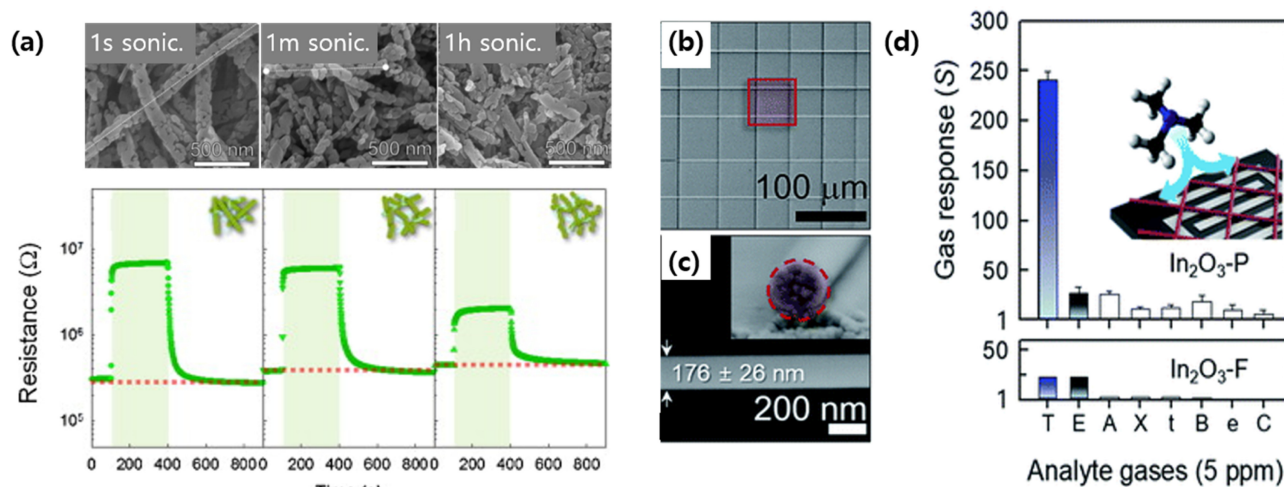 (a)
1s sonic.
1m sonic.
1h sonic.
500 nm
500 nm
500 nm
Resistance (Ω)
10⁷
10⁶
10⁵
0 200 400 600 800
0 200 400 600 800
0 200 400 600 800
(b)
100 μm
(c)
176 ± 26 nm
200 nm
(d)
Gas response (S)
300
250
200
150
100
50
1
In₂O₃-P
50
1
In₂O₃-F
T E A X t B e C
Analyte gases (5 ppm)